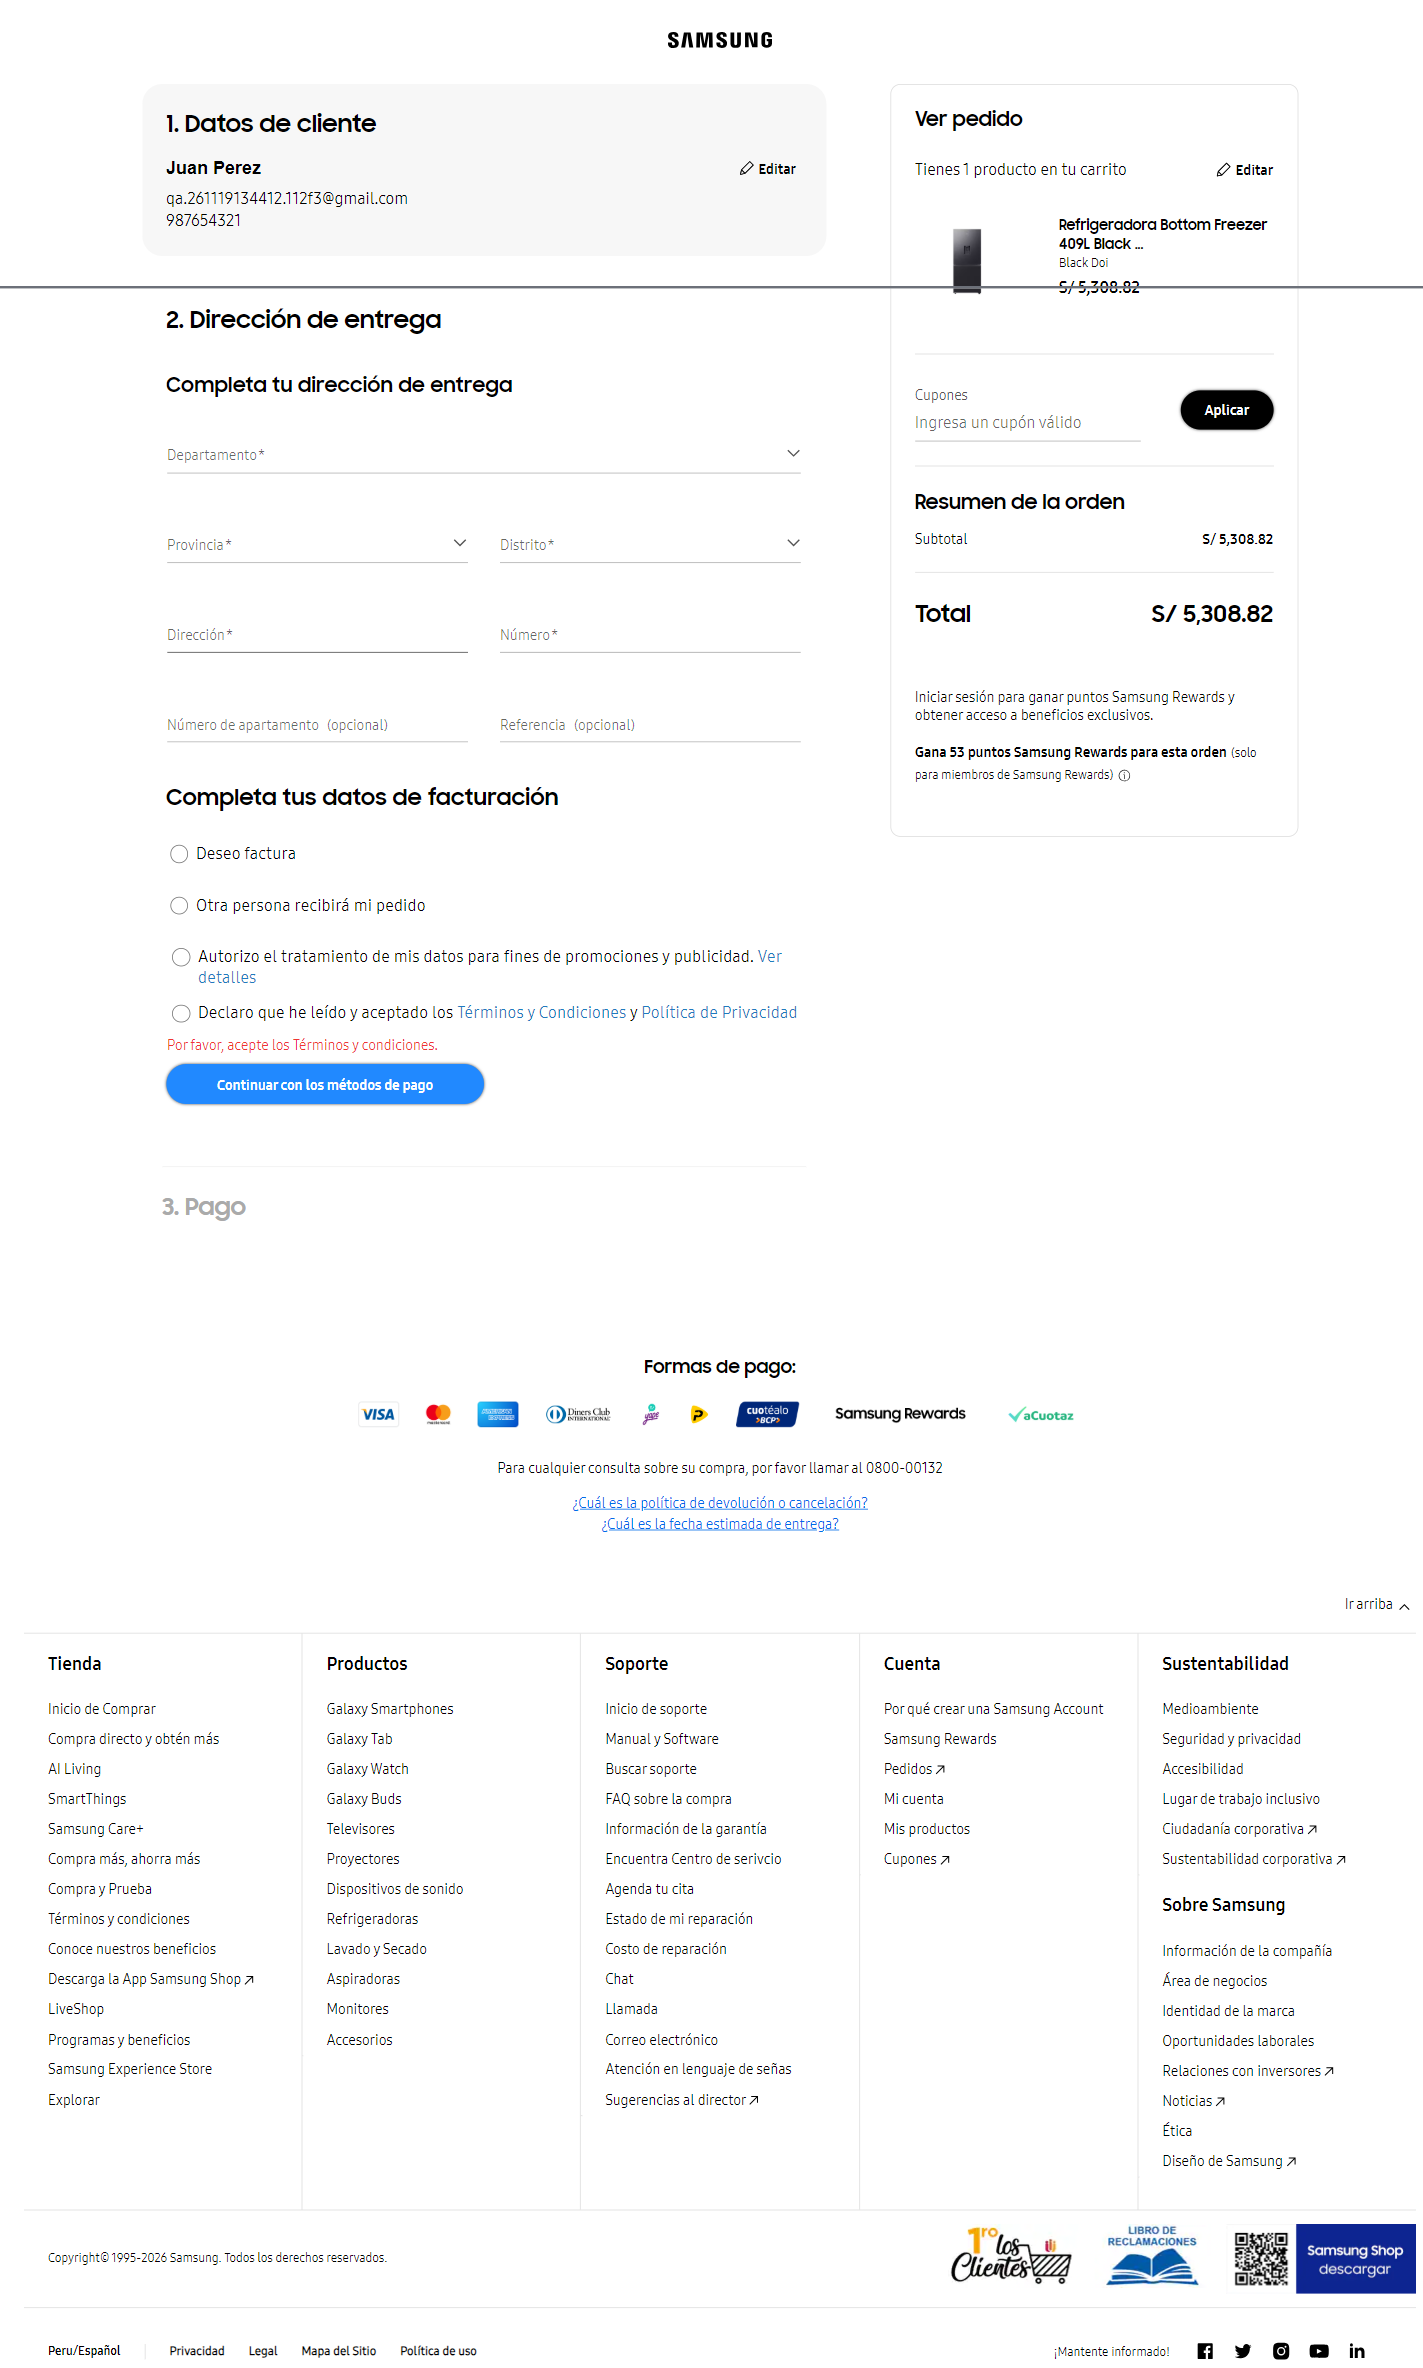 SAMSUNG
1. Datos de cliente
Juan Perez
Editar
qa.261119134412.112f3@gmail.com
987654321
Ver pedido
Tienes 1 producto en tu carrito
Editar
Refrigeradora Bottom Freezer
409L Black ...
Black Doi
S/ 5,308.82
2. Dirección de entrega
Completa tu dirección de entrega
Departamento*
Provincia*
Distrito*
Dirección*
Número*
Número de apartamento (opcional)
Referencia (opcional)
Cupones
Ingresa un cupón válido
Aplicar
Resumen de la orden
Subtotal
S/ 5,308.82
Total
S/ 5,308.82
Iniciar sesión para ganar puntos Samsung Rewards y
obtener acceso a beneficios exclusivos.
Gana 53 puntos Samsung Rewards para esta orden (solo
para miembros de Samsung Rewards)
Completa tus datos de facturación
Deseo factura
Otra persona recibirá mi pedido
Autorizo el tratamiento de mis datos para fines de promociones y publicidad. Ver
detalles
Declaro que he leído y aceptado los Términos y Condiciones y Política de Privacidad
Por favor, acepte los Términos y condiciones.
Continuar con los métodos de pago
3. Pago
Formas de pago:
VISA
mastercard
AMERICAN EXPRESS
Diners Club
INTERNATIONAL
yape
cuotéalo
>BCP>
Samsung Rewards
aCuotaz
Para cualquier consulta sobre su compra, por favor llamar al 0800-00132
¿Cuál es la política de devolución o cancelación?
¿Cuál es la fecha estimada de entrega?
Ir arriba
Tienda
Inicio de Comprar
Compra directo y obtén más
AI Living
SmartThings
Samsung Care+
Compra más, ahorra más
Compra y Prueba
Términos y condiciones
Conoce nuestros beneficios
Descarga la App Samsung Shop
LiveShop
Programas y beneficios
Samsung Experience Store
Explorar
Productos
Galaxy Smartphones
Galaxy Tab
Galaxy Watch
Galaxy Buds
Televisores
Proyectores
Dispositivos de sonido
Refrigeradoras
Lavado y Secado
Aspiradoras
Monitores
Accesorios
Soporte
Inicio de soporte
Manual y Software
Buscar soporte
FAQ sobre la compra
Información de la garantía
Encuentra Centro de serivcio
Agenda tu cita
Estado de mi reparación
Costo de reparación
Chat
Llamada
Correo electrónico
Atención en lenguaje de señas
Sugerencias al director
Cuenta
Por qué crear una Samsung Account
Samsung Rewards
Pedidos
Mi cuenta
Mis productos
Cupones
Sustentabilidad
Medioambiente
Seguridad y privacidad
Accesibilidad
Lugar de trabajo inclusivo
Ciudadanía corporativa
Sustentabilidad corporativa
Sobre Samsung
Información de la compañía
Área de negocios
Identidad de la marca
Oportunidades laborales
Relaciones con inversores
Noticias
Ética
Diseño de Samsung
Copyright© 1995-2026 Samsung. Todos los derechos reservados.
1ro los
Clientes
LIBRO DE
RECLAMACIONES
Samsung Shop
descargar
Peru/Español
Privacidad
Legal
Mapa del Sitio
Política de uso
¡Mantente informado!